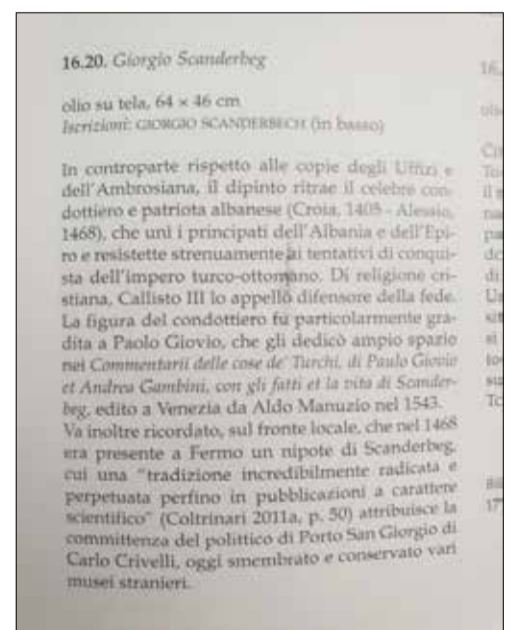 16.20. Giorgio Scanderbeg
olio su tela, 64 × 46 cm
Iscrizioni: GIORGIO SCANDERBECH (in basso)
In controparte rispetto alle copie degli Uffizi e
dell'Ambrosiana, il dipinto ritrae il celebre con-
dottiero e patriota albanese (Croia, 1405 - Alessio,
1468), che unì i principati dell'Albania e dell'Epi-
ro e resistette strenuamente ai tentativi di conqui-
sta dell'impero turco-ottomano. Di religione cri-
stiana, Callisto III lo appellò difensore della fede.
La figura del condottiero fu particolarmente gra-
dita a Paolo Giovio, che gli dedicò ampio spazio
nei Commentarii delle cose de' Turchi, di Paulo Giovio
et Andrea Gambini, con gli fatti et la vita di Scander-
beg, edito a Venezia da Aldo Manuzio nel 1543.
Va inoltre ricordato, sul fronte locale, che nel 1468
era presente a Fermo un nipote di Scanderbeg,
cui una "tradizione incredibilmente radicata e
perpetuata perfino in pubblicazioni a carattere
scientifico" (Coltrinari 2011a, p. 50) attribuisce la
committenza del polittico di Porto San Giorgio di
Carlo Crivelli, oggi smembrato e conservato vari
musei stranieri.